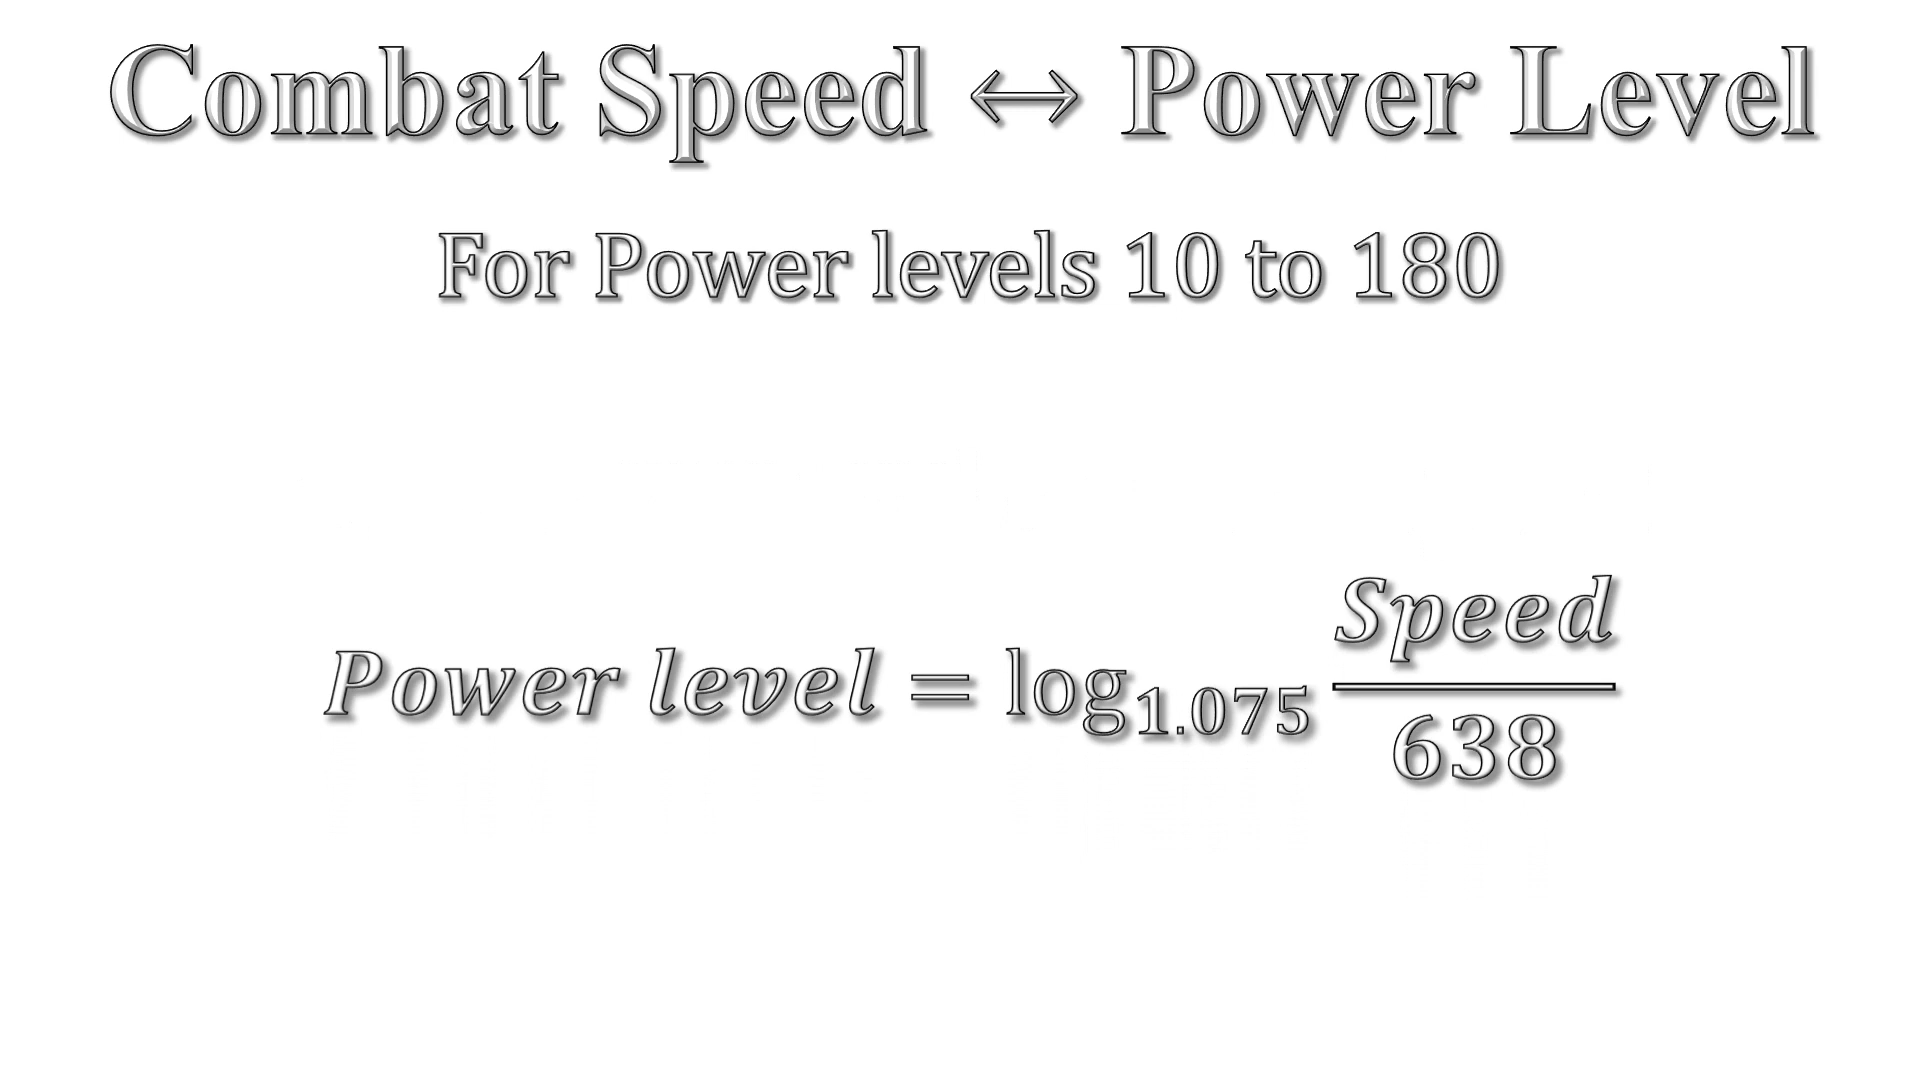 Combat Speed ↔ Power Level
For Power levels 10 to 180
Power level = log₁.₀₇₅ Speed/638